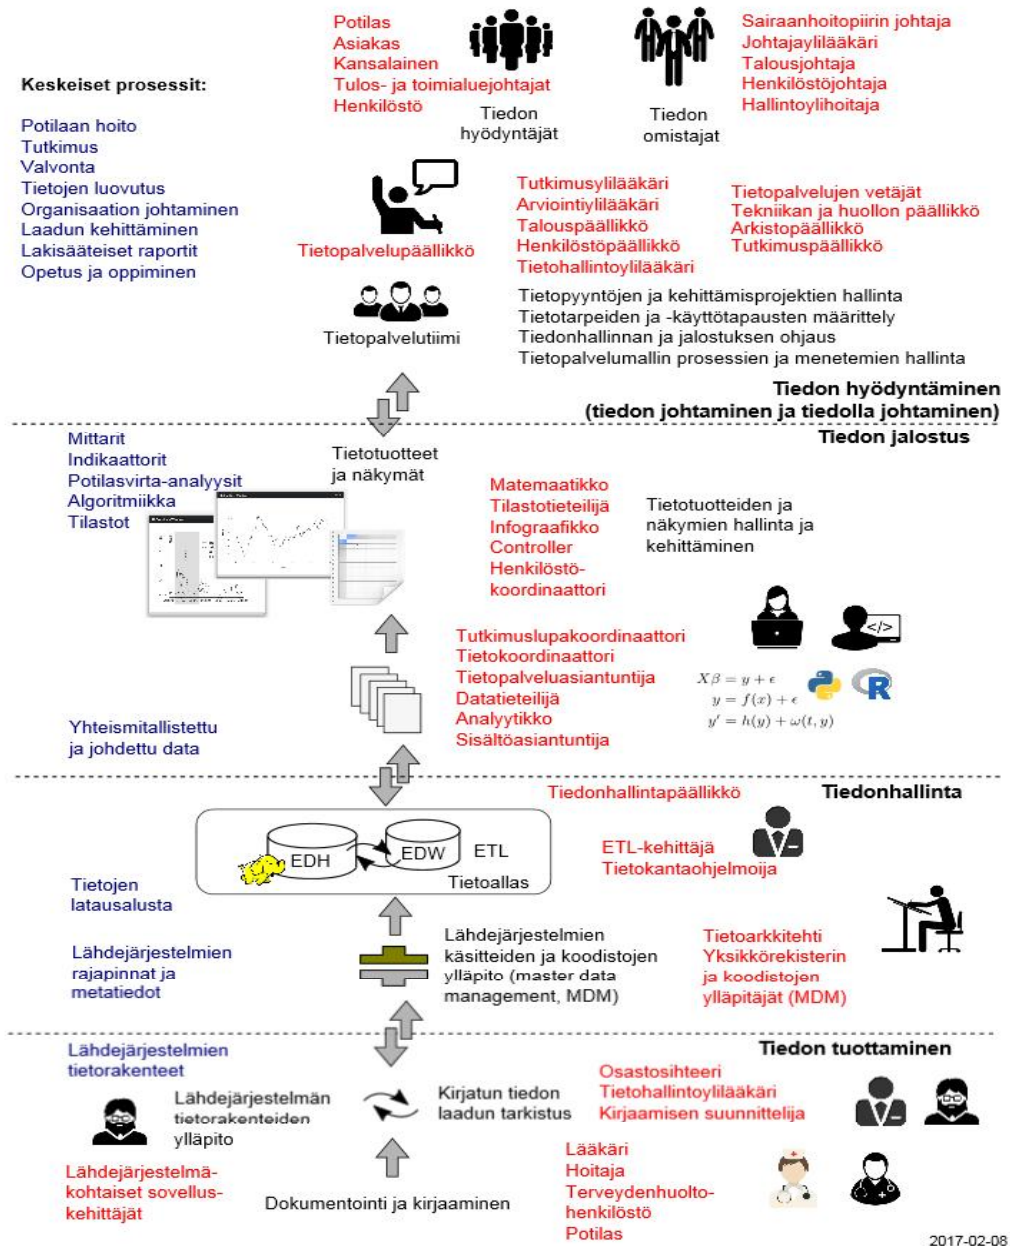 Potilas
Asiakas
Kansalainen
Tulos- ja toimialuejohtajat
Henkilöstö
Tiedon
hyödyntäjät
Sairaanhoitopiirin johtaja
Johtajaylilääkäri
Talousjohtaja
Henkilöstöjohtaja
Hallintoylihoitaja
Tiedon
omistajat
Keskeiset prosessit:
Potilaan hoito
Tutkimus
Valvonta
Tietojen luovutus
Organisaation johtaminen
Laadun kehittäminen
Lakisääteiset raportit
Opetus ja oppiminen
Tietopalvelupäällikkö
Tutkimusylilääkäri
Arviointiylilääkäri
Talouspäällikkö
Henkilöstöpäällikkö
Tietohallintoylilääkäri
Tietopalvelujen vetäjät
Tekniikan ja huollon päällikkö
Arkistopäällikkö
Tutkimuspäällikkö
Tietopalvelutiimi
Tietopyyntöjen ja kehittämisprojektien hallinta
Tietotarpeiden ja -käyttötapausten määrittely
Tiedonhallinnan ja jalostuksen ohjaus
Tietopalvelumallin prosessien ja menetemien hallinta
Tiedon hyödyntäminen
(tiedon johtaminen ja tiedolla johtaminen)
Tiedon jalostus
Mittarit
Indikaattorit
Potilasvirta-analyysit
Algoritmiikka
Tilastot
Tietotuotteet
ja näkymät
Matemaatikko
Tilastotieteilijä
Infograafikko
Controller
Henkilöstö-
koordinaattori
Tietotuotteiden ja
näkymien hallinta ja
kehittäminen
</>
Tutkimuslupakoordinaattori
Tietokoordinaattori
Tietopalveluasiantuntija
Datatieteilijä
Analyytikko
Sisältöasiantuntija
Xβ = y + ϵ
y = f(x) + ϵ
y′ = h(y) + ω(t, y)
R
Yhteismitallistettu
ja johdettu data
Tiedonhallinta
Tiedonhallintapäällikkö
EDH
EDW
ETL
Tietoallas
ETL-kehittäjä
Tietokantaohjelmoija
Tietojen
latausalusta
Lähdejärjestelmien
rajapinnat ja
metatiedot
Lähdejärjestelmien
käsitteiden ja koodistojen
ylläpito (master data
management, MDM)
Tietoarkkitehti
Yksikkörekisterin
ja koodistojen
ylläpitäjät (MDM)
Tiedon tuottaminen
Lähdejärjestelmien
tietorakenteet
Lähdejärjestelmän
tietorakenteiden
ylläpito
Kirjatun tiedon
laadun tarkistus
Osastosihteeri
Tietohallintoylilääkäri
Kirjaamisen suunnittelija
Lähdejärjestelmä-
kohtaiset sovellus-
kehittäjät
Dokumentointi ja kirjaaminen
Lääkäri
Hoitaja
Terveydenhuolto-
henkilöstö
Potilas
2017-02-08